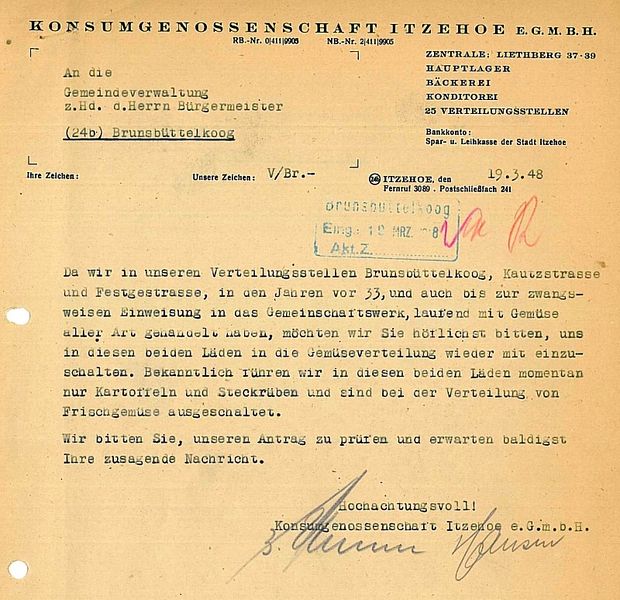 KONSUMGENOSSENSCHAFT ITZEHOE E.G.M.B.H.
RB.-Nr. 0|411|9905 NB.-Nr. 2|411|9905
ZENTRALE: LIETHBERG 37-39
HAUPTLAGER
BÄCKEREI
KONDITOREI
25 VERTEILUNGSSTELLEN
Bankkonto:
Spar- u. Leihkasse der Stadt Itzehoe
An die
Gemeindeverwaltung
z.Hd. d.Herrn Bürgermeister
(24b) Brunsbüttelkoog
Ihre Zeichen: Unsere Zeichen: V/Br.- (24b) ITZEHOE, den 19.3.48
Fernruf 3089 . Postschließfach 241
Brunsbüttelkoog
Eing. 19 MRZ.
Akt.Z.
Da wir in unseren Verteilungsstellen Brunsbüttelkoog, Kautzstrasse
und Festgestrasse, in den Jahren vor 33,und auch bis zur zwangs-
weisen Einweisung in das Gemeinschaftswerk,laufend mit Gemüse
aller Art gehandelt haben, möchten wir Sie höflichst bitten, uns
in diesen beiden Läden in die Gemüseverteilung wieder mit einzu-
schalten. Bekanntlich führen wir in diesen beiden Läden momentan
nur Kartoffeln und Steckrüben und sind bei der Verteilung von
Frischgemüse ausgeschaltet.
Wir bitten Sie, unseren Antrag zu prüfen und erwarten baldigst
Ihre zusagende Nachricht.
Hochachtungsvoll!
Konsumgenossenschaft Itzehoe e.G.m.b.H.